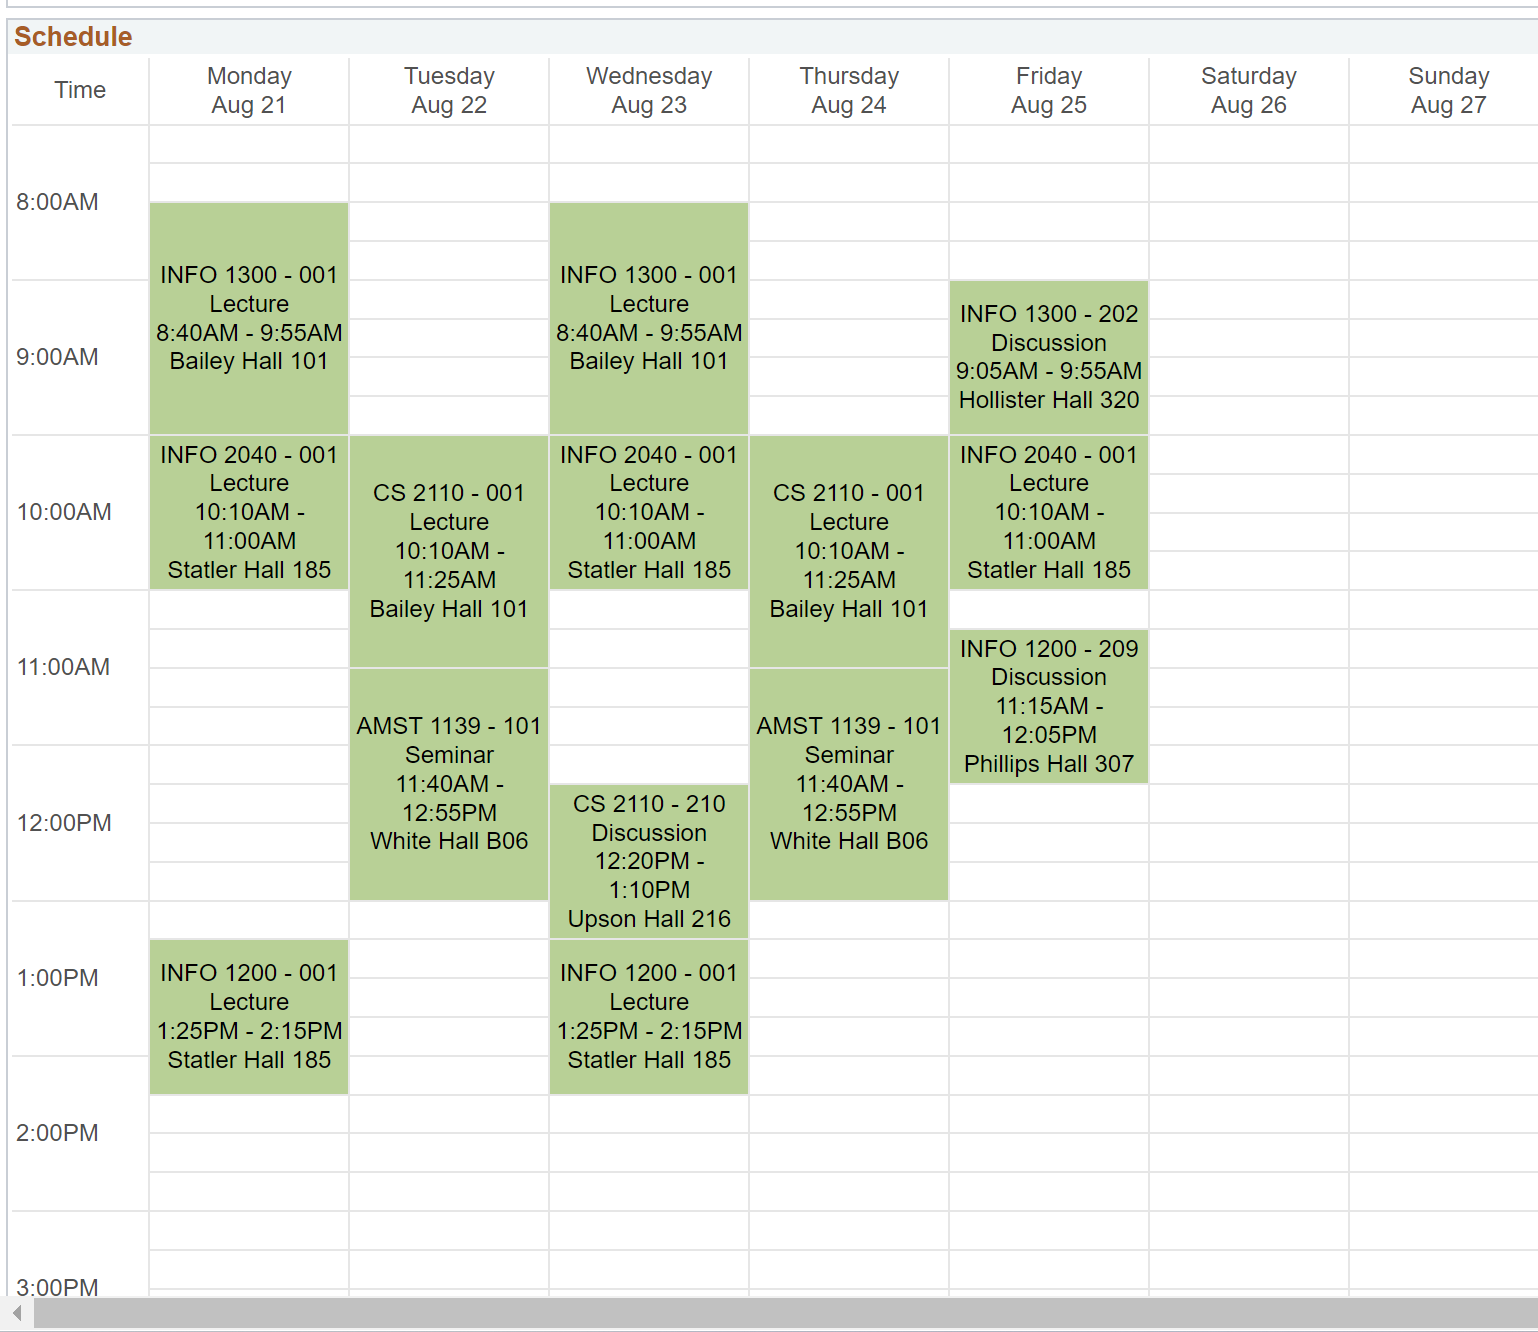 Schedule
Time
Monday
Aug 21
Tuesday
Aug 22
Wednesday
Aug 23
Thursday
Aug 24
Friday
Aug 25
Saturday
Aug 26
Sunday
Aug 27
8:00AM
INFO 1300 - 001
Lecture
8:40AM - 9:55AM
Bailey Hall 101
INFO 1300 - 001
Lecture
8:40AM - 9:55AM
Bailey Hall 101
9:00AM
INFO 1300 - 202
Discussion
9:05AM - 9:55AM
Hollister Hall 320
10:00AM
INFO 2040 - 001
Lecture
10:10AM -
11:00AM
Statler Hall 185
CS 2110 - 001
Lecture
10:10AM -
11:25AM
Bailey Hall 101
INFO 2040 - 001
Lecture
10:10AM -
11:00AM
Statler Hall 185
CS 2110 - 001
Lecture
10:10AM -
11:25AM
Bailey Hall 101
INFO 2040 - 001
Lecture
10:10AM -
11:00AM
Statler Hall 185
11:00AM
INFO 1200 - 209
Discussion
11:15AM -
12:05PM
Phillips Hall 307
AMST 1139 - 101
Seminar
11:40AM -
12:55PM
White Hall B06
AMST 1139 - 101
Seminar
11:40AM -
12:55PM
White Hall B06
12:00PM
CS 2110 - 210
Discussion
12:20PM -
1:10PM
Upson Hall 216
1:00PM
INFO 1200 - 001
Lecture
1:25PM - 2:15PM
Statler Hall 185
INFO 1200 - 001
Lecture
1:25PM - 2:15PM
Statler Hall 185
2:00PM
3:00PM